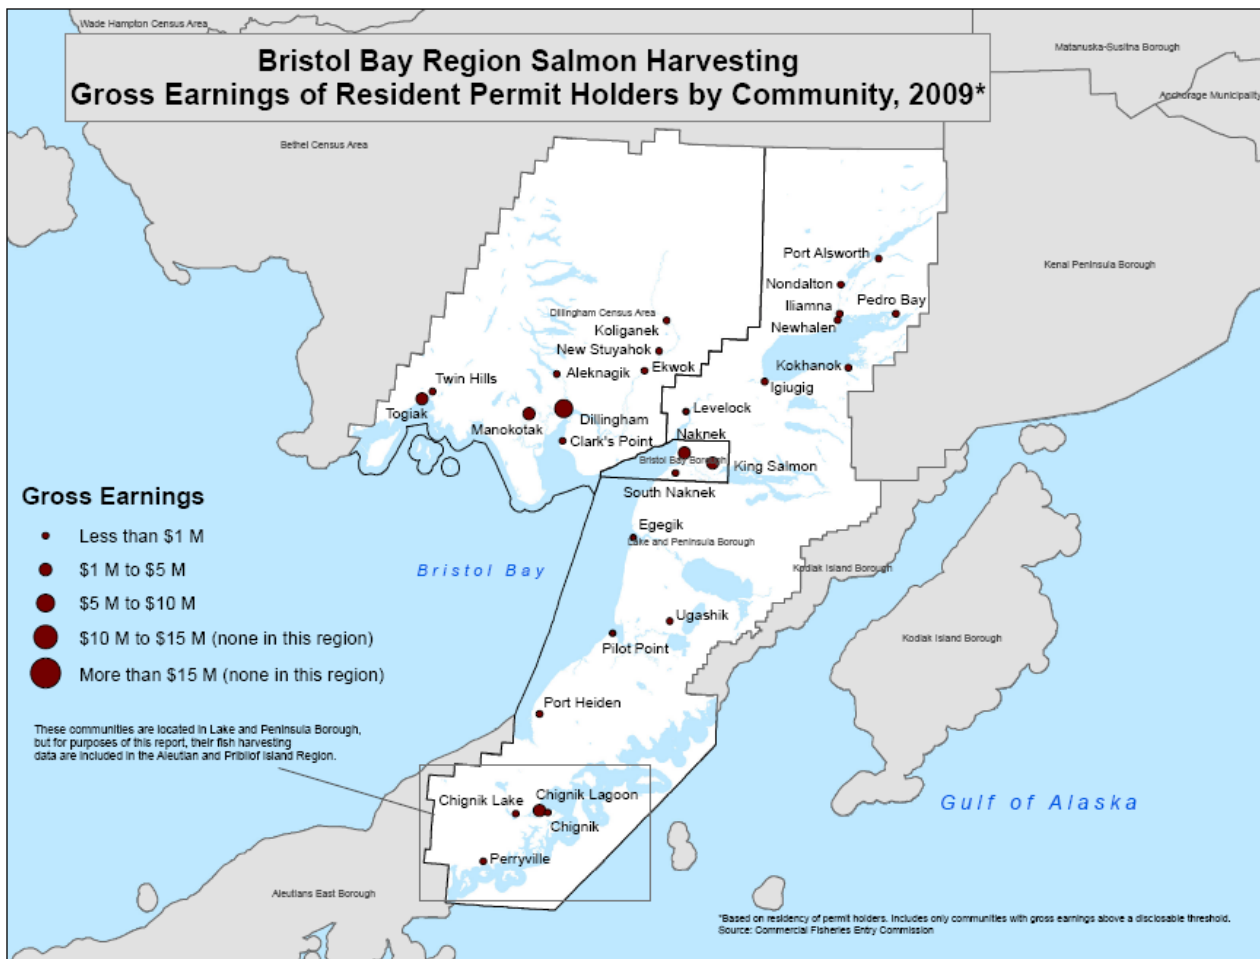 Wade Hampton Census Area
Bristol Bay Region Salmon Harvesting
Gross Earnings of Resident Permit Holders by Community, 2009*
Matanuska-Susitna Borough
Anchorage Municipality
Bethel Census Area
Kenai Peninsula Borough
Port Alsworth
Nondalton
Iliamna
Pedro Bay
Newhalen
Dillingham Census Area
Koliganek
New Stuyahok
Ekwok
Aleknagik
Kokhanok
Igiugig
Twin Hills
Togiak
Manokotak
Dillingham
Levelock
Clark's Point
Naknek
Bristol Bay Borough
King Salmon
South Naknek
Egegik
Lake and Peninsula Borough
Gross Earnings
Less than $1 M
$1 M to $5 M
$5 M to $10 M
$10 M to $15 M (none in this region)
More than $15 M (none in this region)
Bristol Bay
Kodiak Island Borough
Ugashik
Pilot Point
Kodiak Island Borough
Port Heiden
These communities are located in Lake and Peninsula Borough,
but for purposes of this report, their fish harvesting
data are included in the Aleutian and Pribilof Island Region.
Chignik Lake
Chignik Lagoon
Chignik
Perryville
Gulf of Alaska
Aleutians East Borough
*Based on residency of permit holders. Includes only communities with gross earnings above a disclosable threshold.
Source: Commercial Fisheries Entry Commission